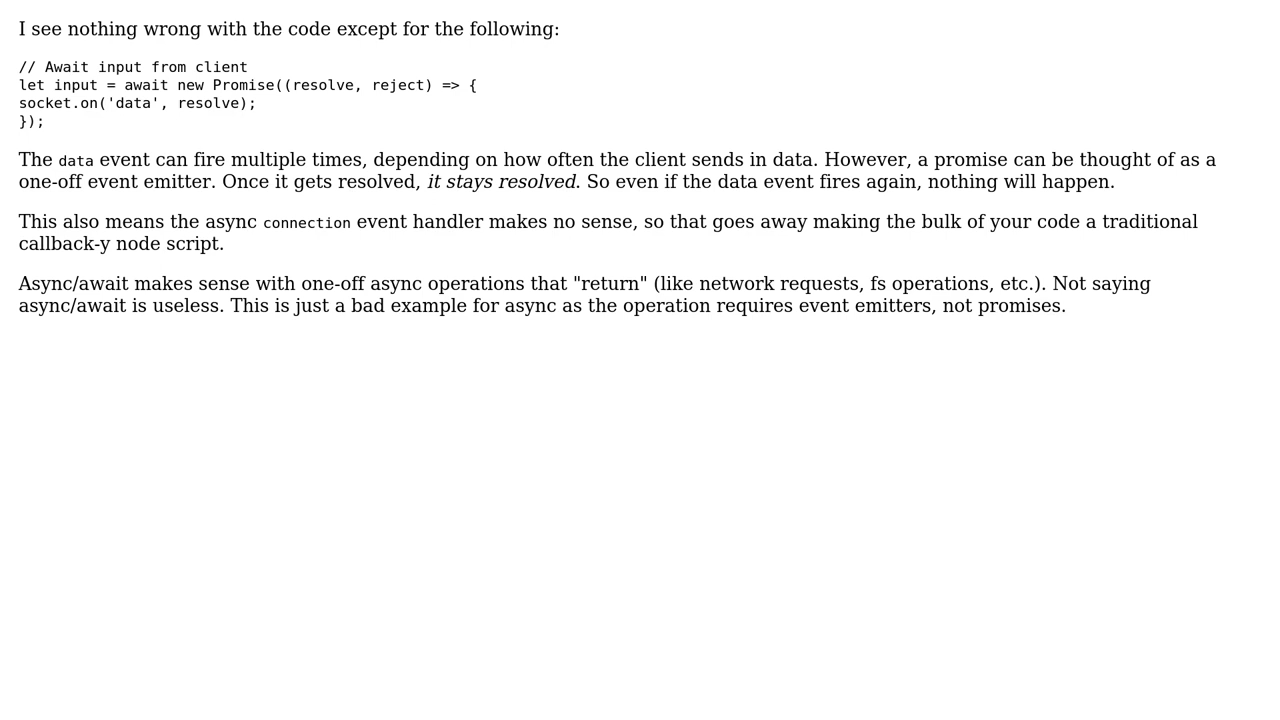 I see nothing wrong with the code except for the following:
// Await input from client
let input = await new Promise((resolve, reject) => {
socket.on('data', resolve);
});
The data event can fire multiple times, depending on how often the client sends in data. However, a promise can be thought of as a
one-off event emitter. Once it gets resolved, it stays resolved. So even if the data event fires again, nothing will happen.
This also means the async connection event handler makes no sense, so that goes away making the bulk of your code a traditional
callback-y node script.
Async/await makes sense with one-off async operations that "return" (like network requests, fs operations, etc.). Not saying
async/await is useless. This is just a bad example for async as the operation requires event emitters, not promises.